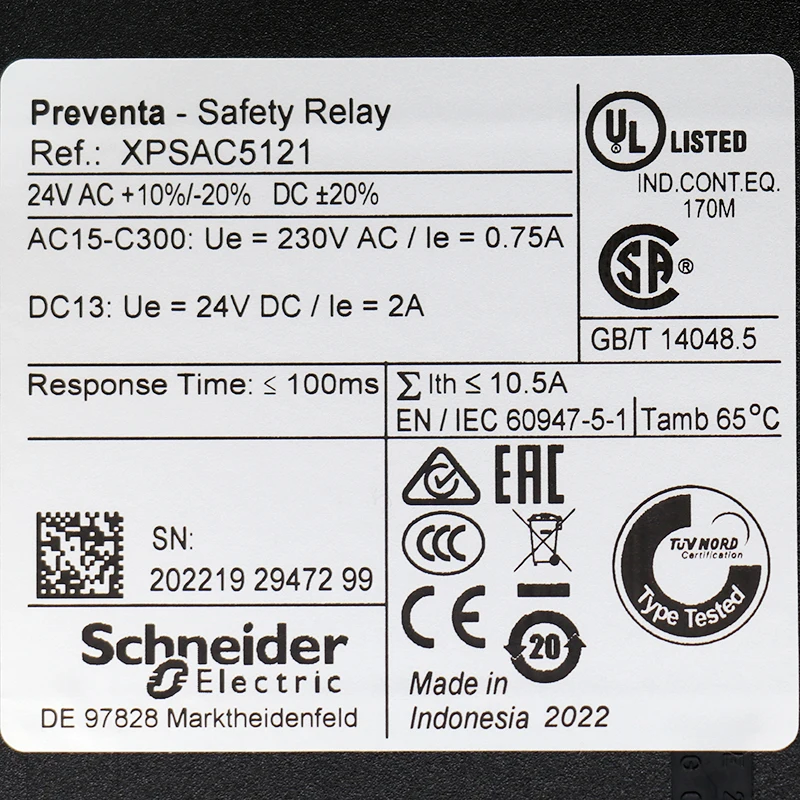 Preventa - Safety Relay
Ref.: XPSAC5121
24V AC +10%/-20% DC ±20%
AC15-C300: Ue = 230V AC / Ie = 0.75A
DC13: Ue = 24V DC / Ie = 2A
UL LISTED
IND.CONT.EQ.
170M
SA®
GB/T 14048.5
Response Time: ≤ 100ms
∑ Ith ≤ 10.5A
EN / IEC 60947-5-1
Tamb 65°C
SN:
202219 29472 99
EAC
CCC
CE
20
TÜV NORD
Certification
Type Tested
Schneider
Electric
DE 97828 Marktheidenfeld
Made in
Indonesia 2022